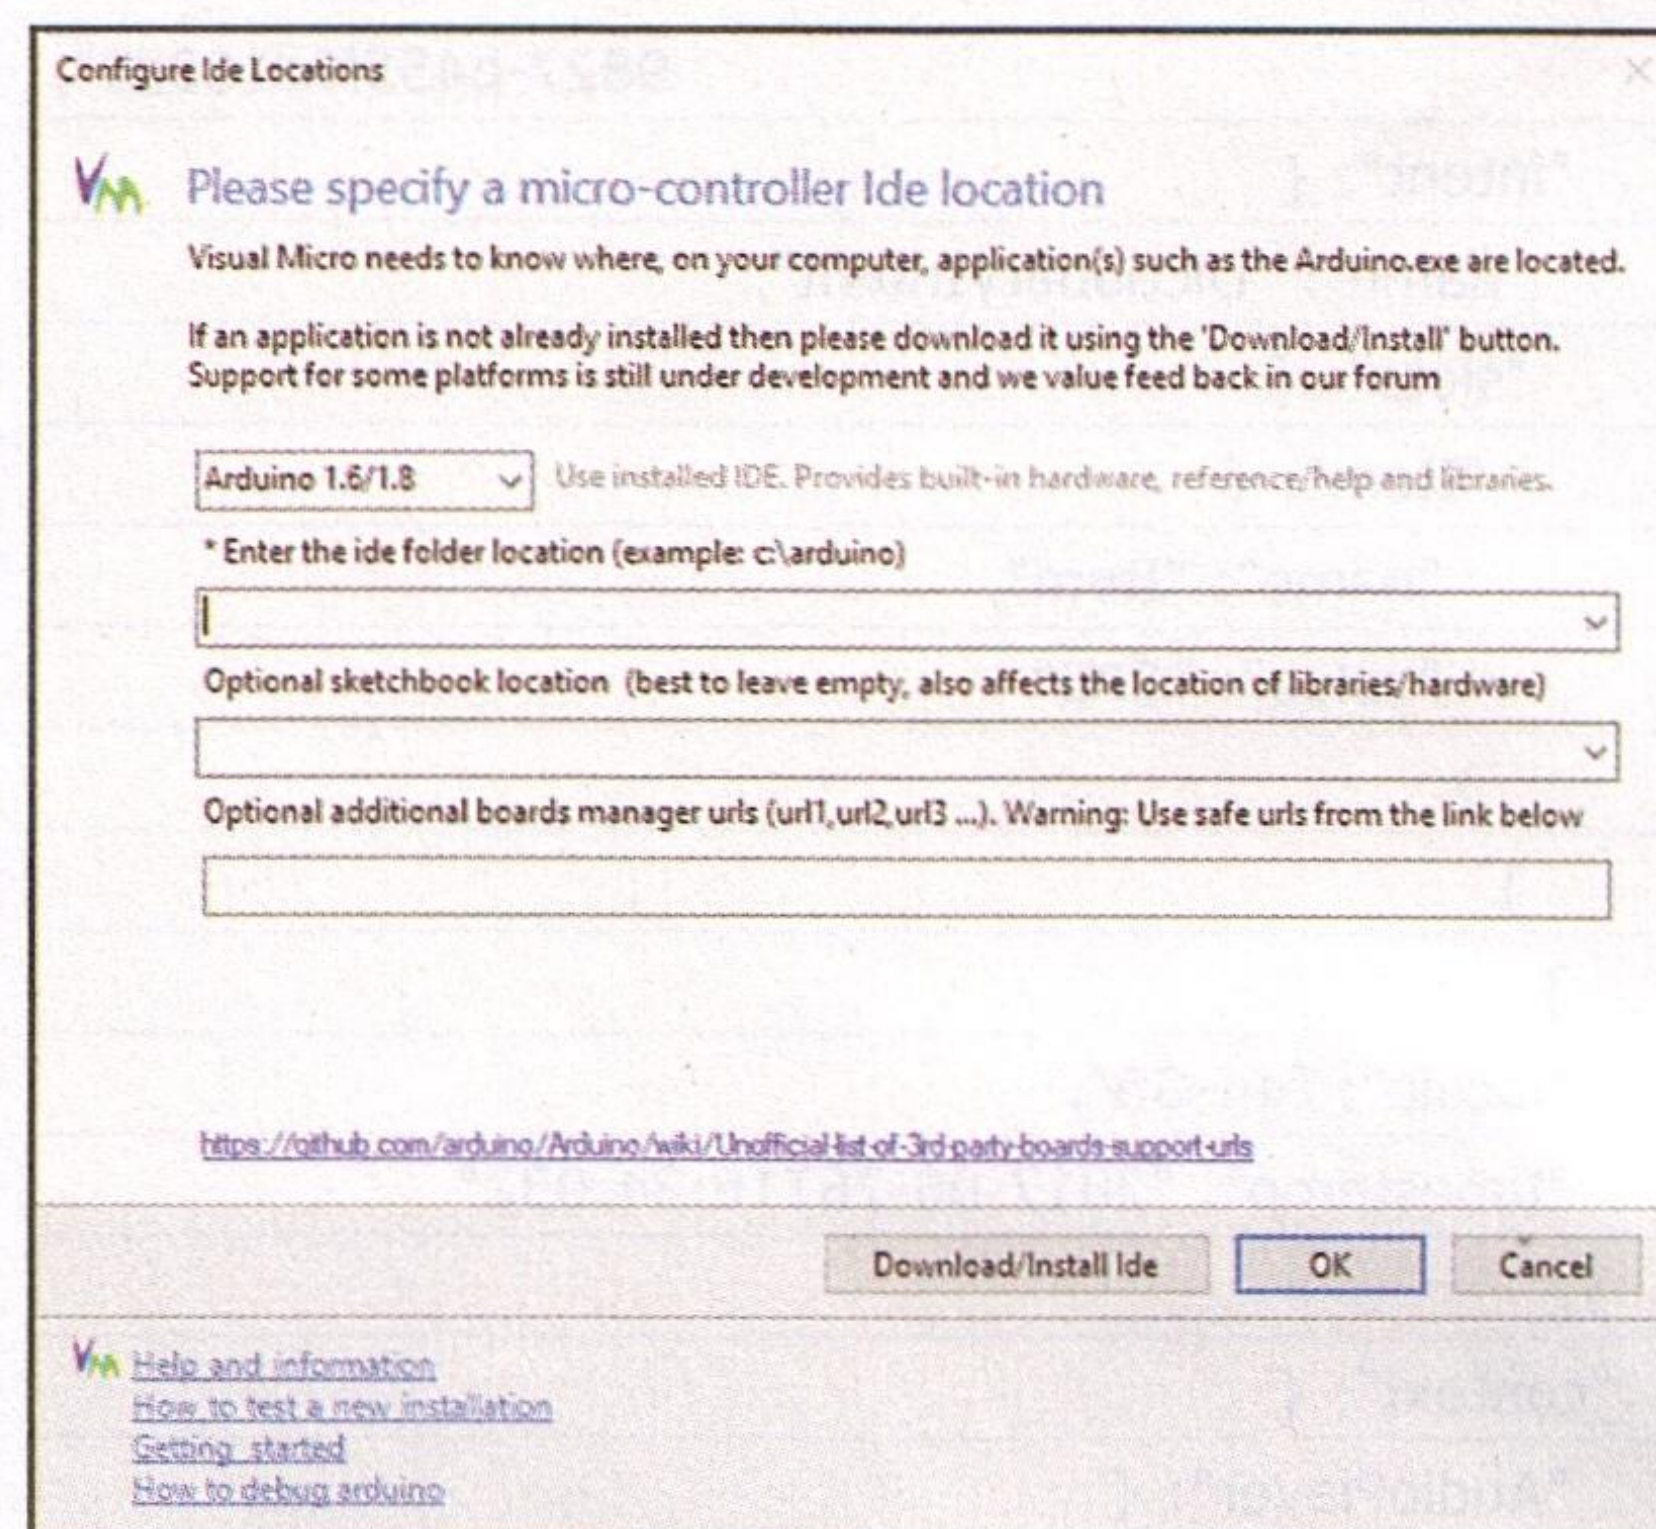 Configure Ide Locations
VM Please specify a micro-controller Ide location
Visual Micro needs to know where, on your computer, application(s) such as the Arduino.exe are located.
If an application is not already installed then please download it using the 'Download/Install' button.
Support for some platforms is still under development and we value feed back in our forum
Arduino 1.6/1.8 Use installed IDE. Provides built-in hardware, reference/help and libraries.
* Enter the ide folder location (example: c:\arduino)
Optional sketchbook location (best to leave empty, also affects the location of libraries/hardware)
Optional additional boards manager urls (url1,url2,url3 ...). Warning: Use safe urls from the link below
https://github.com/arduino/Arduino/wiki/Unofficial-list-of-3rd-party-boards-support-urls
Download/Install Ide OK Cancel
VM Help and information
How to test a new installation
Getting started
How to debug arduino